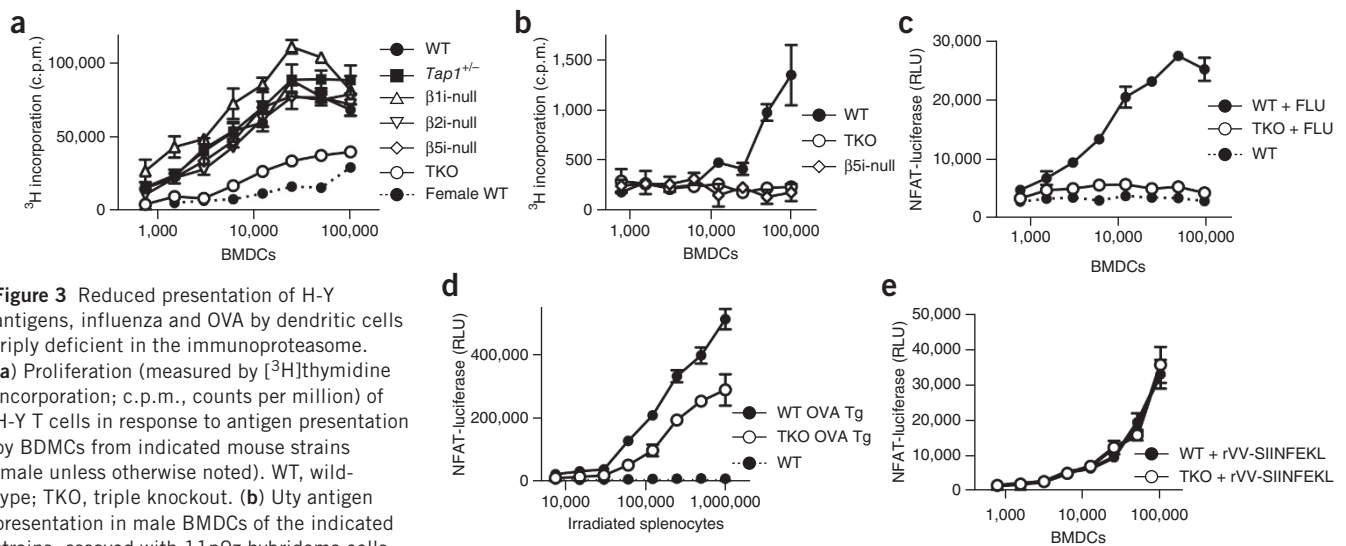 a
³H incorporation (c.p.m.)
100,000
50,000
0
1,000
10,000
100,000
BMDCs
WT
Tap1+/−
β1i-null
β2i-null
β5i-null
TKO
Female WT
b
³H incorporation (c.p.m.)
1,500
1,000
500
0
1,000
10,000
100,000
BMDCs
WT
TKO
β5i-null
c
NFAT-luciferase (RLU)
30,000
20,000
10,000
0
1,000
10,000
100,000
BMDCs
WT + FLU
TKO + FLU
WT
Figure 3 Reduced presentation of H-Y
antigens, influenza and OVA by dendritic cells
riply deficient in the immunoproteasome.
(a) Proliferation (measured by [³H]thymidine
ncorporation; c.p.m., counts per million) of
H-Y T cells in response to antigen presentation
by BDMCs from indicated mouse strains
male unless otherwise noted). WT, wild-
ype; TKO, triple knockout. (b) Uty antigen
presentation in male BMDCs of the indicated
d
NFAT-luciferase (RLU)
400,000
200,000
0
10,000
100,000
1,000,000
Irradiated splenocytes
WT OVA Tg
TKO OVA Tg
WT
e
NFAT-luciferase (RLU)
50,000
40,000
30,000
20,000
10,000
0
1,000
10,000
100,000
BMDCs
WT + rVV-SIINFEKL
TKO + rVV-SIINFEKL